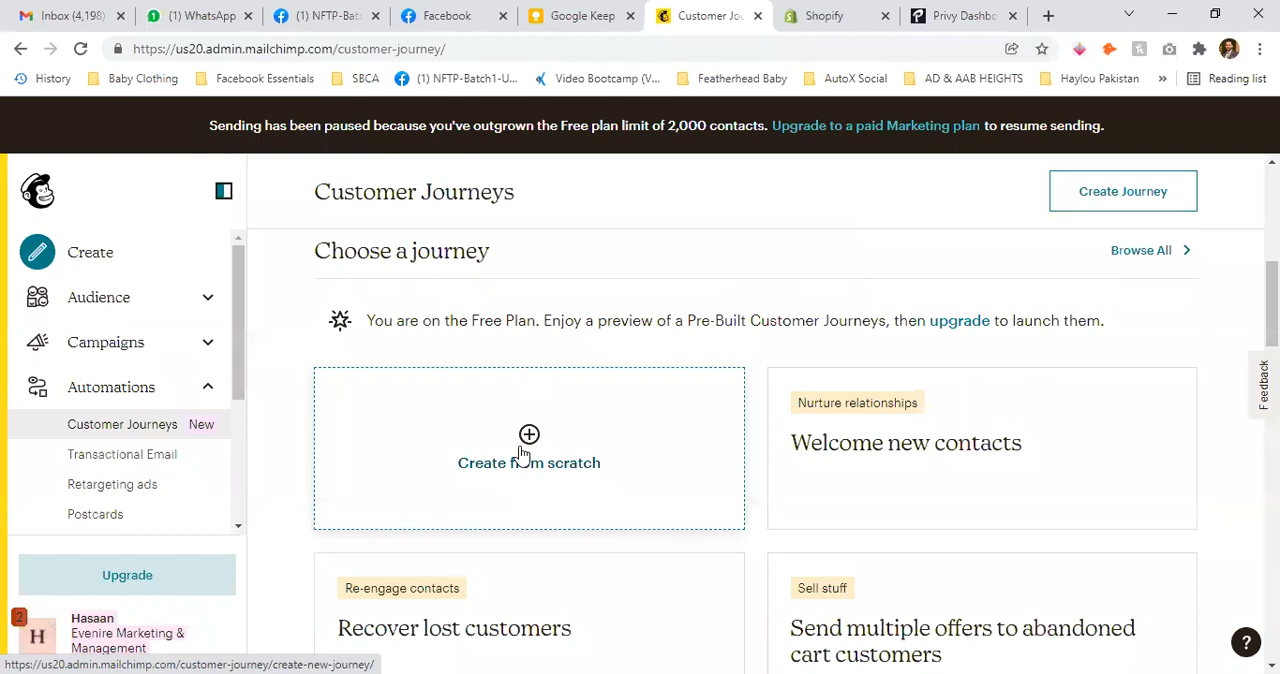 Inbox (4,198)
(1) WhatsApp
(1) NFTP-Bat
Facebook
Google Keep
Customer Jou
Shopify
Privy Dashbo
https://us20.admin.mailchimp.com/customer-journey/
History
Baby Clothing
Facebook Essentials
SBCA
(1) NFTP-Batch1-U...
Video Bootcamp (V...
Featherhead Baby
AutoX Social
AD & AAB HEIGHTS
Haylou Pakistan
»
Reading list
Sending has been paused because you've outgrown the Free plan limit of 2,000 contacts. Upgrade to a paid Marketing plan to resume sending.
Customer Journeys
Create Journey
Create
Audience
Campaigns
Automations
Customer Journeys New
Transactional Email
Retargeting ads
Postcards
Upgrade
2
H
Hasaan
Evenire Marketing &
Management
Choose a journey
Browse All
You are on the Free Plan. Enjoy a preview of a Pre-Built Customer Journeys, then upgrade to launch them.
Create from scratch
Nurture relationships
Welcome new contacts
Re-engage contacts
Recover lost customers
Sell stuff
Send multiple offers to abandoned
cart customers
Feedback
?
https://us20.admin.mailchimp.com/customer-journey/create-new-journey/